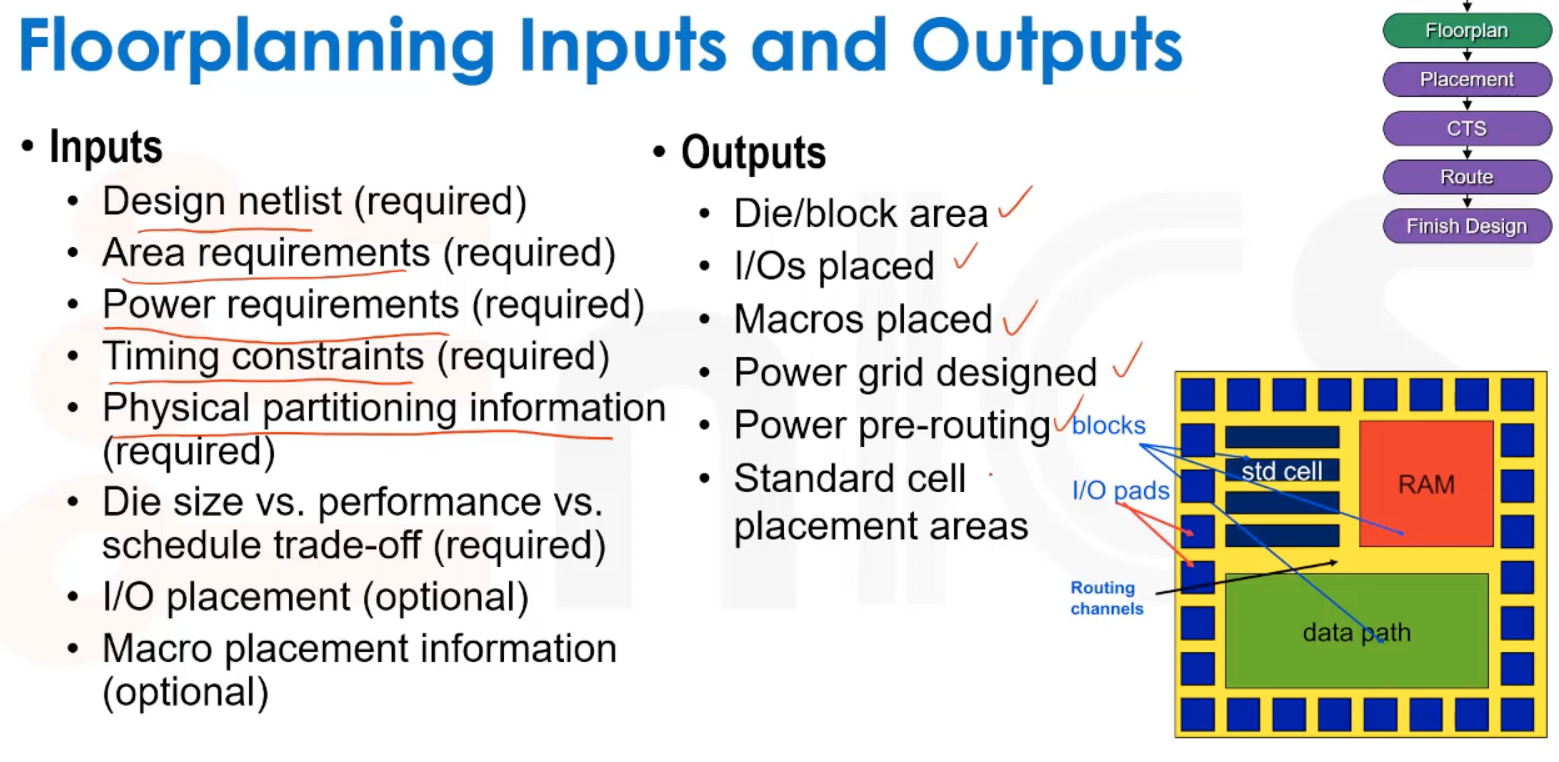 Floorplanning Inputs and Outputs
• Inputs
• Design netlist (required)
• Area requirements (required)
• Power requirements (required)
• Timing constraints (required)
• Physical partitioning information
(required)
• Die size vs. performance vs.
schedule trade-off (required)
• I/O placement (optional)
• Macro placement information
(optional)
• Outputs
• Die/block area
• I/Os placed
• Macros placed
• Power grid designed
• Power pre-routing
• Standard cell
placement areas
Floorplan
Placement
CTS
Route
Finish Design
blocks
I/O pads
Routing
channels
std cell
RAM
data path